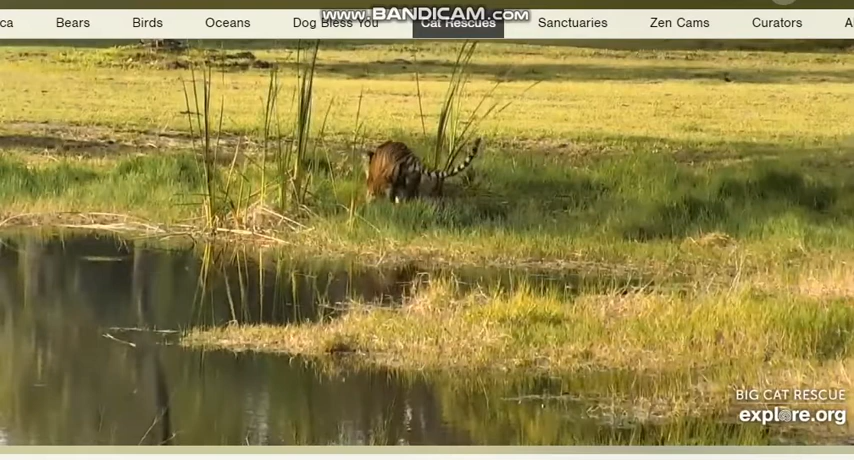 www.BANDICAM.com
ca Bears Birds Oceans Dog Bless You Cat Rescues Sanctuaries Zen Cams Curators A
BIG CAT RESCUE
explore.org